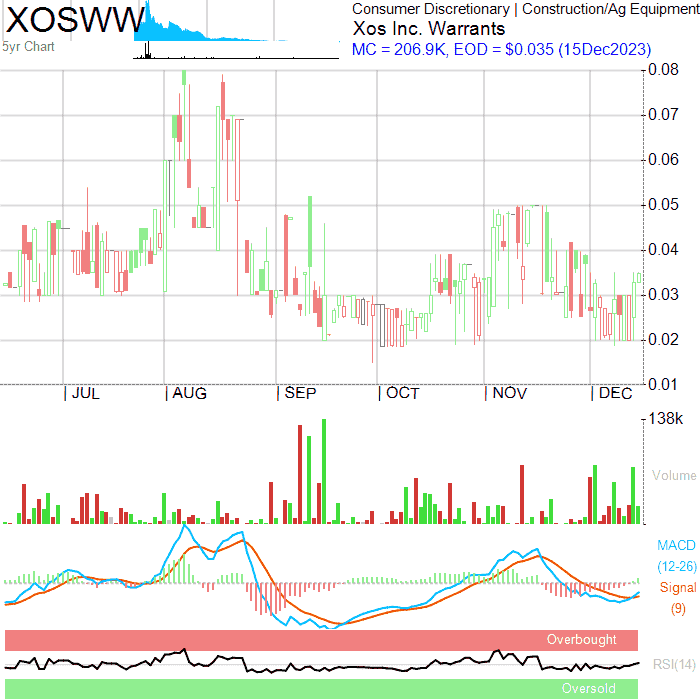 XOSWW
5yr Chart
Consumer Discretionary | Construction/Ag Equipment
Xos Inc. Warrants
MC = 206.9K, EOD = $0.035 (15Dec2023)
0.08
0.07
0.06
0.05
0.04
0.03
0.02
0.01
| JUL | AUG | SEP | OCT | NOV | DEC
138k
Volume
MACD
(12-26)
Signal
(9)
Overbought
RSI(14)
Oversold